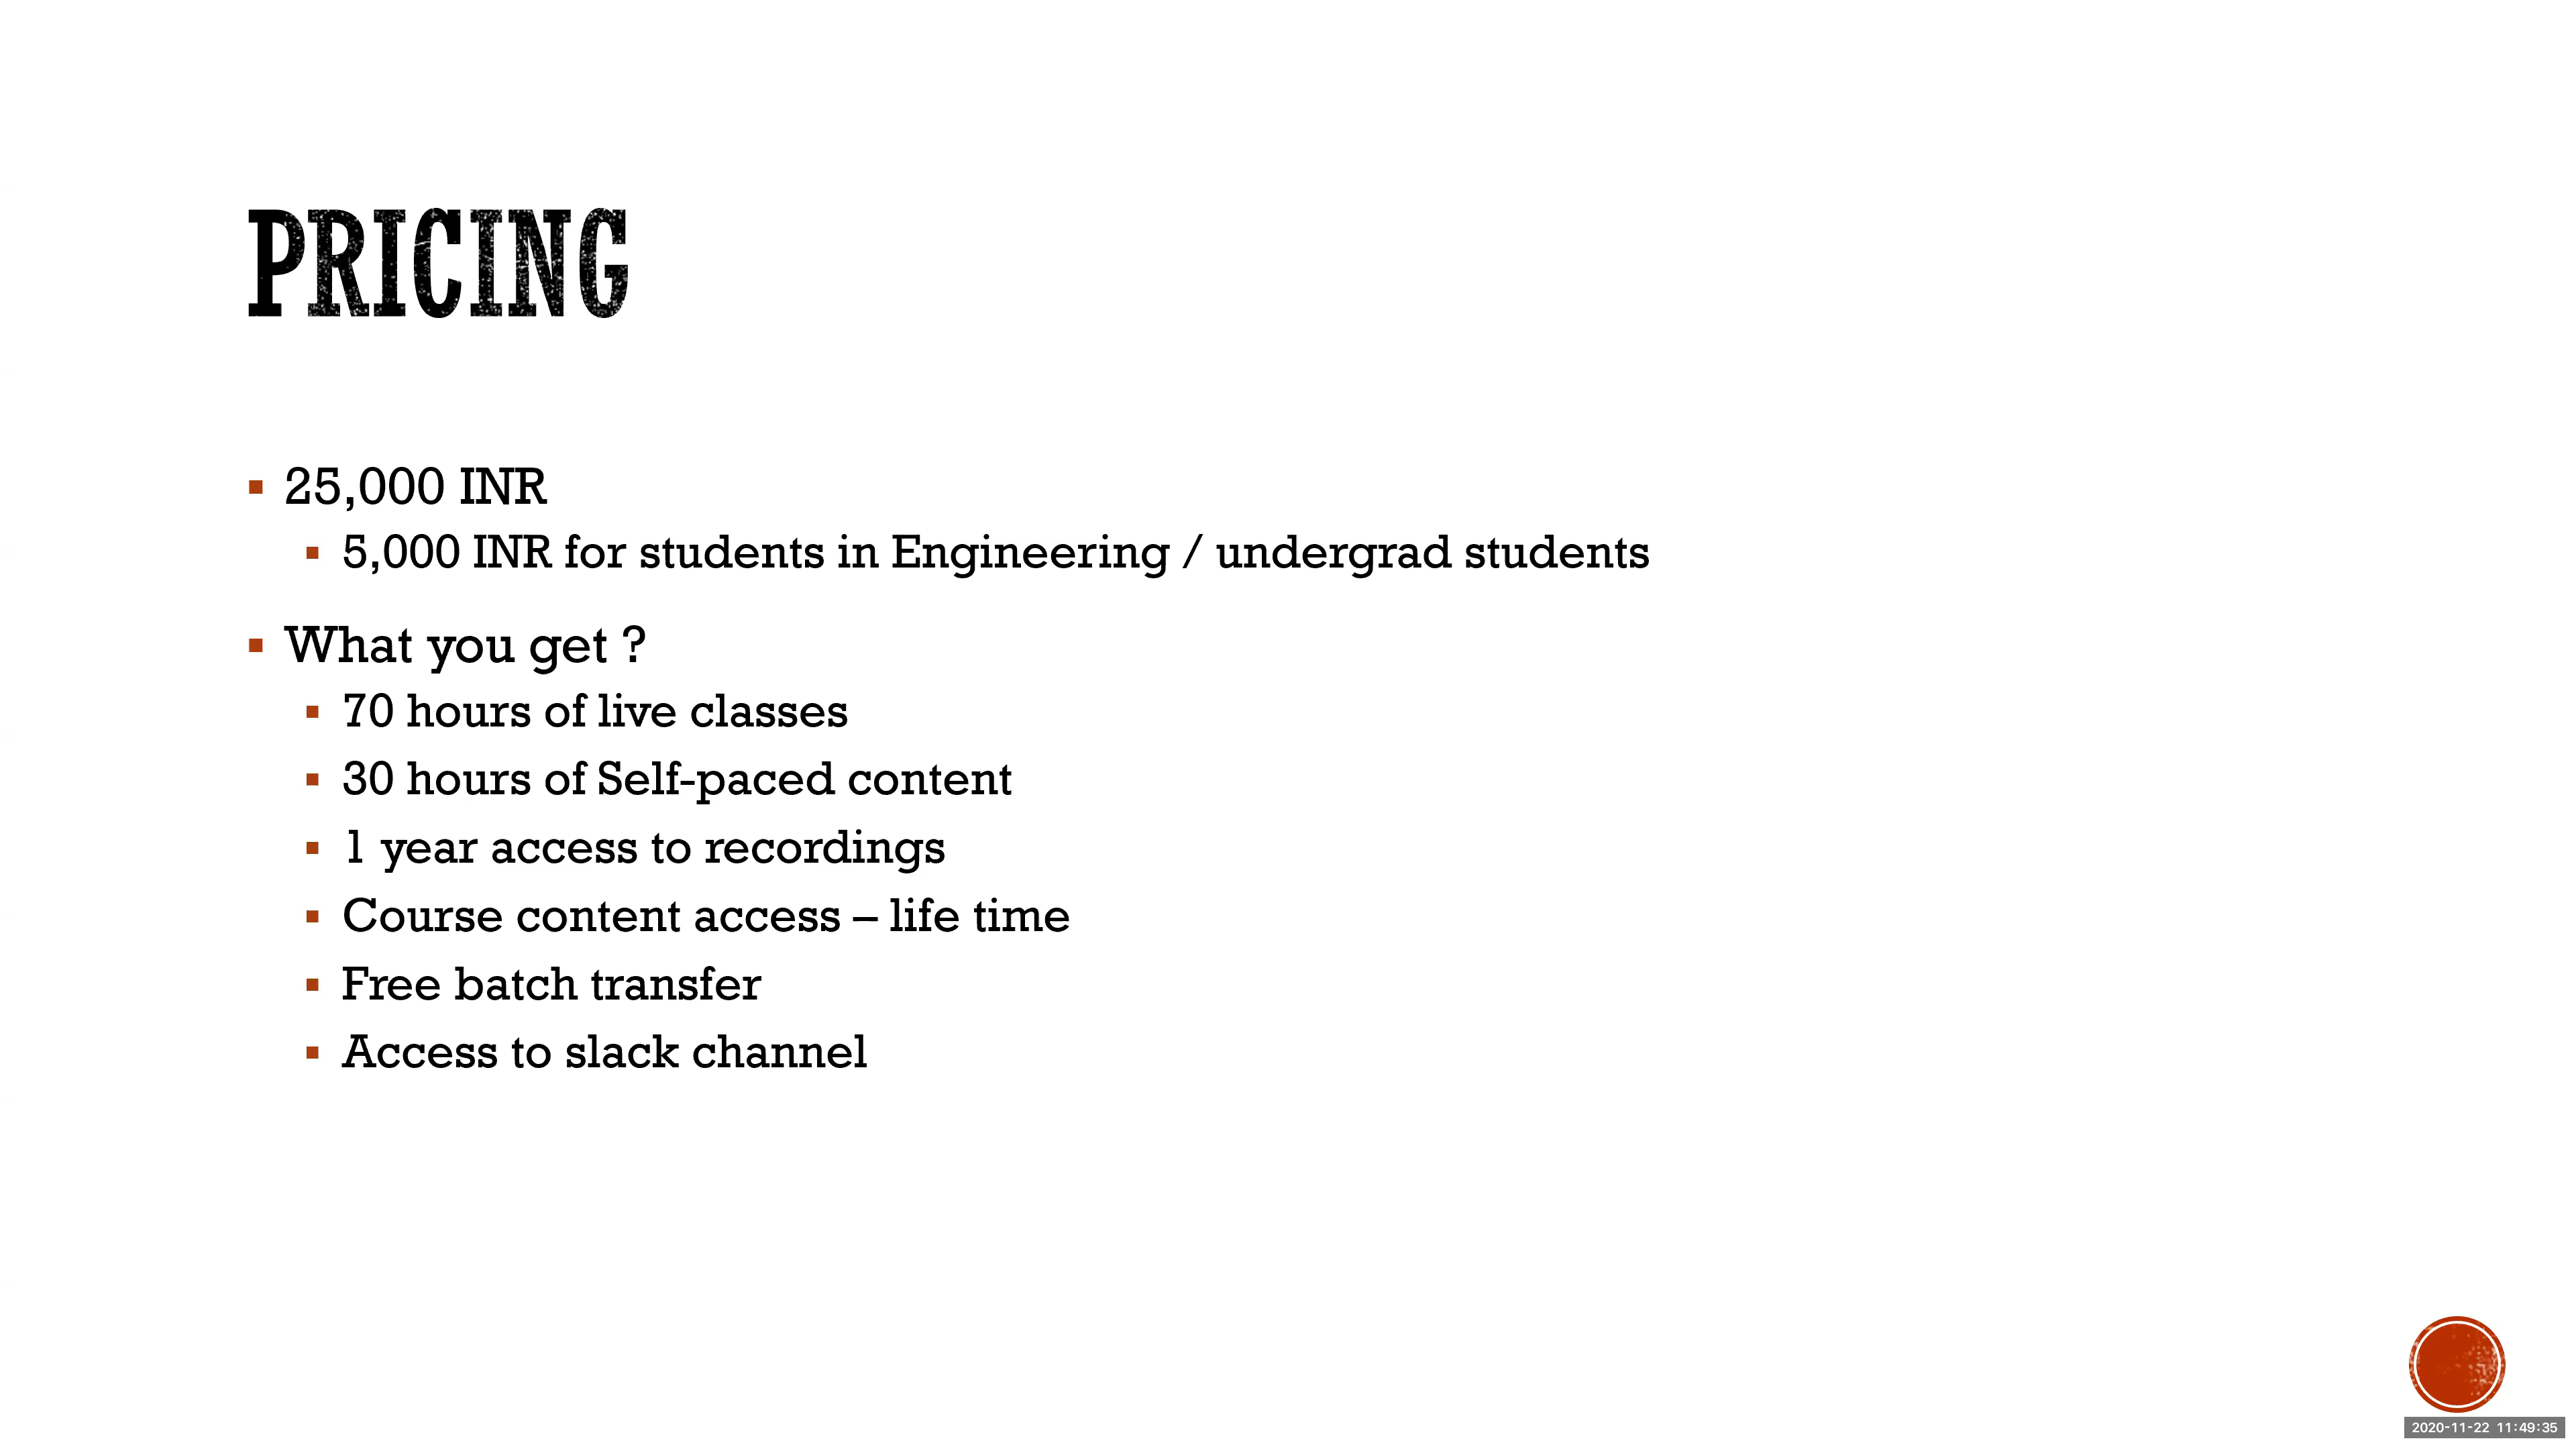 PRICING
25,000 INR
5,000 INR for students in Engineering / undergrad students
What you get ?
70 hours of live classes
30 hours of Self-paced content
1 year access to recordings
Course content access – life time
Free batch transfer
Access to slack channel
2020-11-22 11:49:35